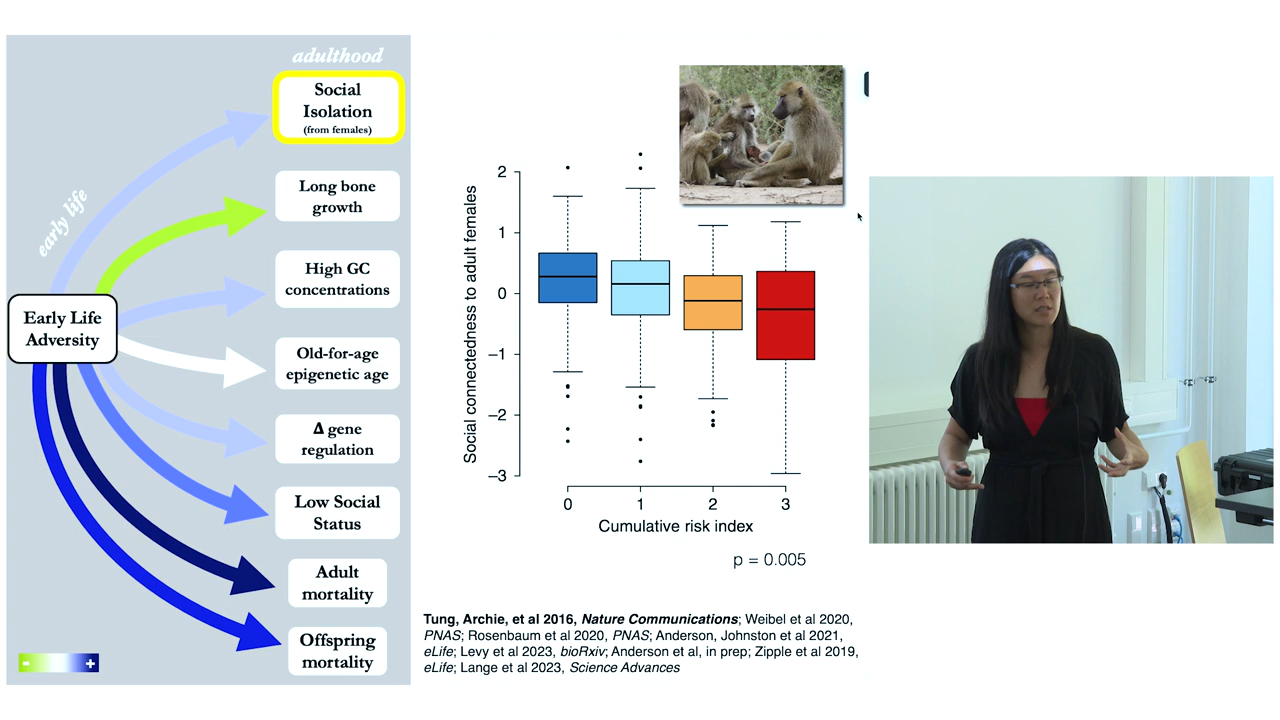 adulthood
Social
Isolation
(from females)
early life
Long bone
growth
High GC
concentrations
Early Life
Adversity
Old-for-age
epigenetic age
Δ gene
regulation
Low Social
Status
Adult
mortality
Offspring
mortality
-
+
Social connectedness to adult females
2
1
0
−1
−2
−3
0
1
2
3
Cumulative risk index
p = 0.005
Tung, Archie, et al 2016, Nature Communications; Weibel et al 2020,
PNAS; Rosenbaum et al 2020, PNAS; Anderson, Johnston et al 2021,
eLife; Levy et al 2023, bioRxiv; Anderson et al, in prep; Zipple et al 2019,
eLife; Lange et al 2023, Science Advances